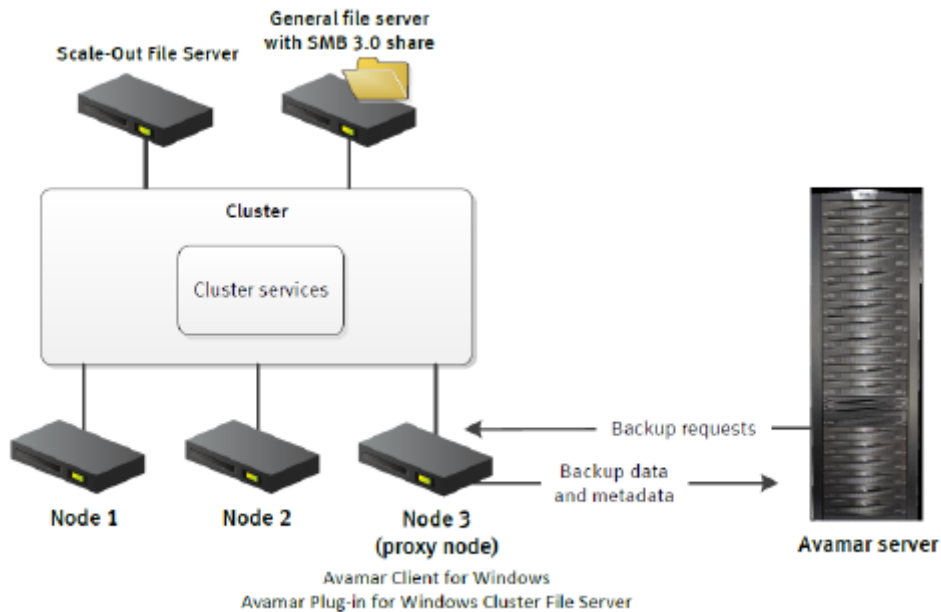 General file server
with SMB 3.0 share
Scale-Out File Server
Cluster
Cluster services
Backup requests
Backup data
and metadata
Node 1
Node 2
Node 3
(proxy node)
Avamar server
Avamar Client for Windows
Avamar Plug-in for Windows Cluster File Server